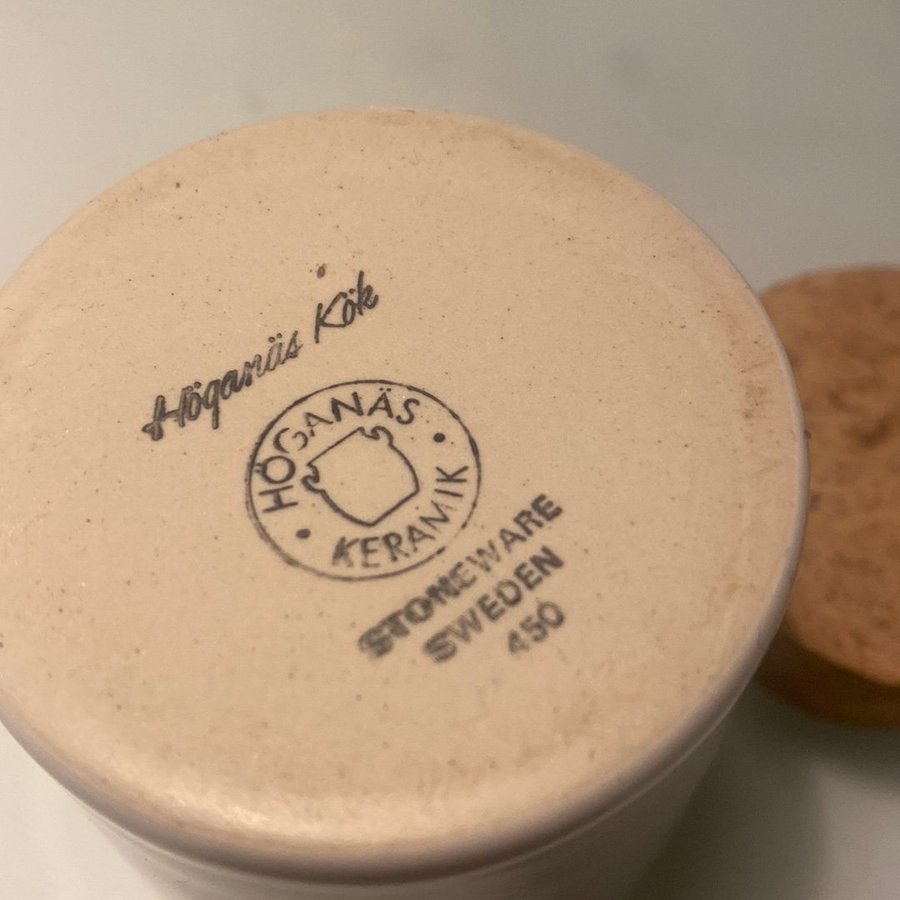 Höganäs Kök
HÖGANÄS
KERAMIK
STONEWARE
SWEDEN
450